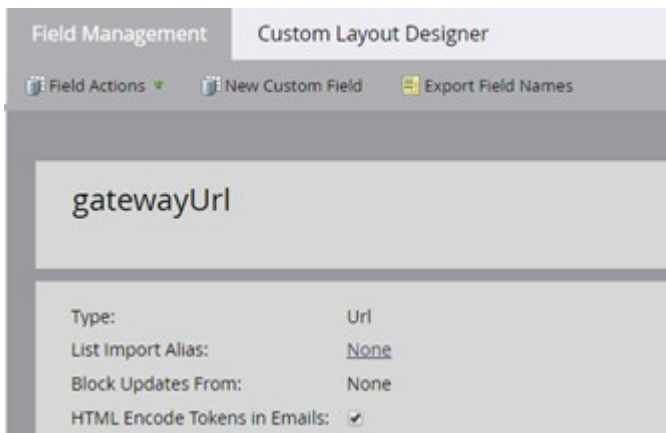 Field Management Custom Layout Designer
Field Actions New Custom Field Export Field Names
gatewayUrl
Type: Url
List Import Alias: None
Block Updates From: None
HTML Encode Tokens in Emails: